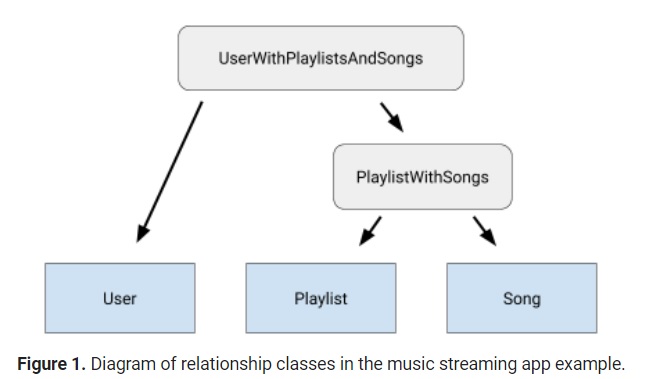 UserWithPlaylistsAndSongs
PlaylistWithSongs
User
Playlist
Song
Figure 1. Diagram of relationship classes in the music streaming app example.